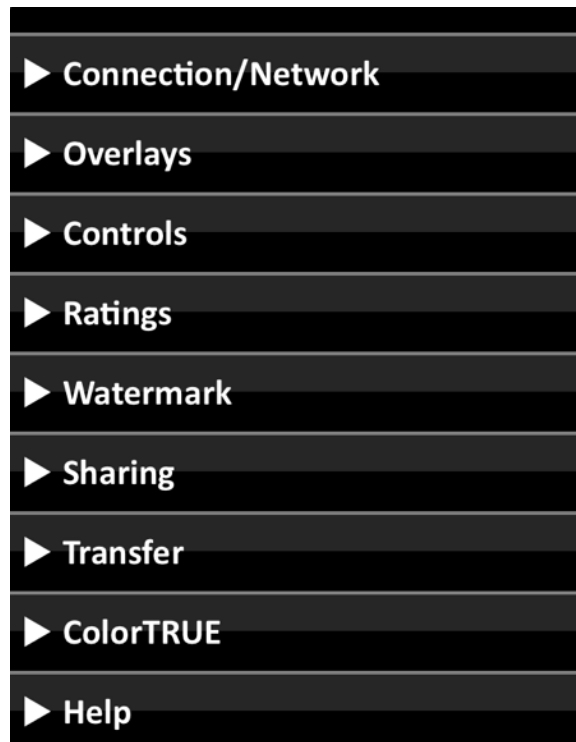 Connection/Network
Overlays
Controls
Ratings
Watermark
Sharing
Transfer
ColorTRUE
Help